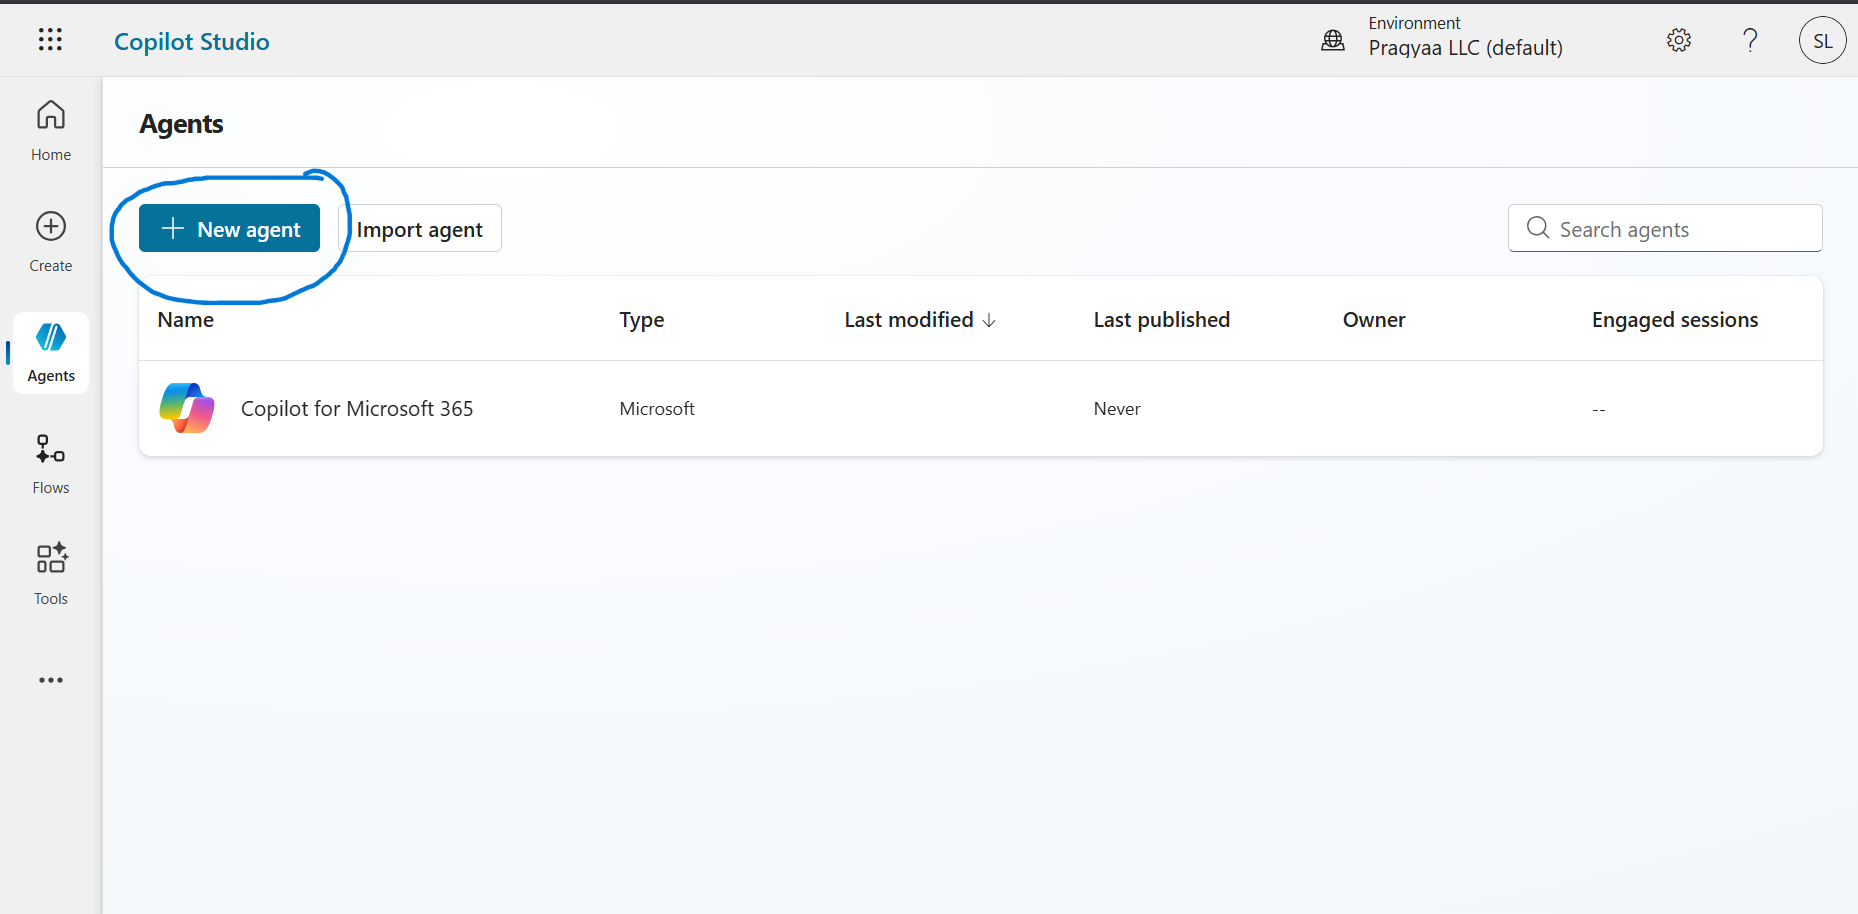 Copilot Studio
Environment
Pragyaa LLC (default)
SL
Home
Create
Agents
Flows
Tools
Agents
New agent
Import agent
Search agents
Name Type Last modified Last published Owner Engaged sessions
Copilot for Microsoft 365 Microsoft Never --